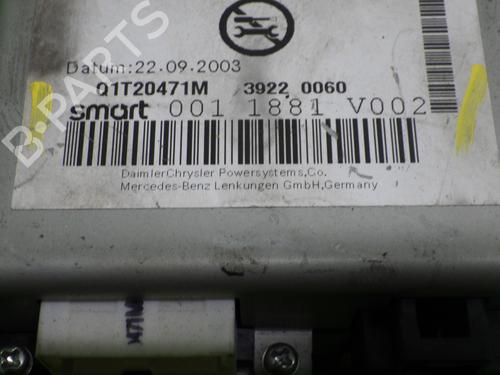 Datum:22.09.2003
Q1T20471M 3922 0060
smart 001 1881 V002
DaimlerChrysler Powersystems,Co.
Mercedes-Benz Lenkungen GmbH,Germany
B-PARTS